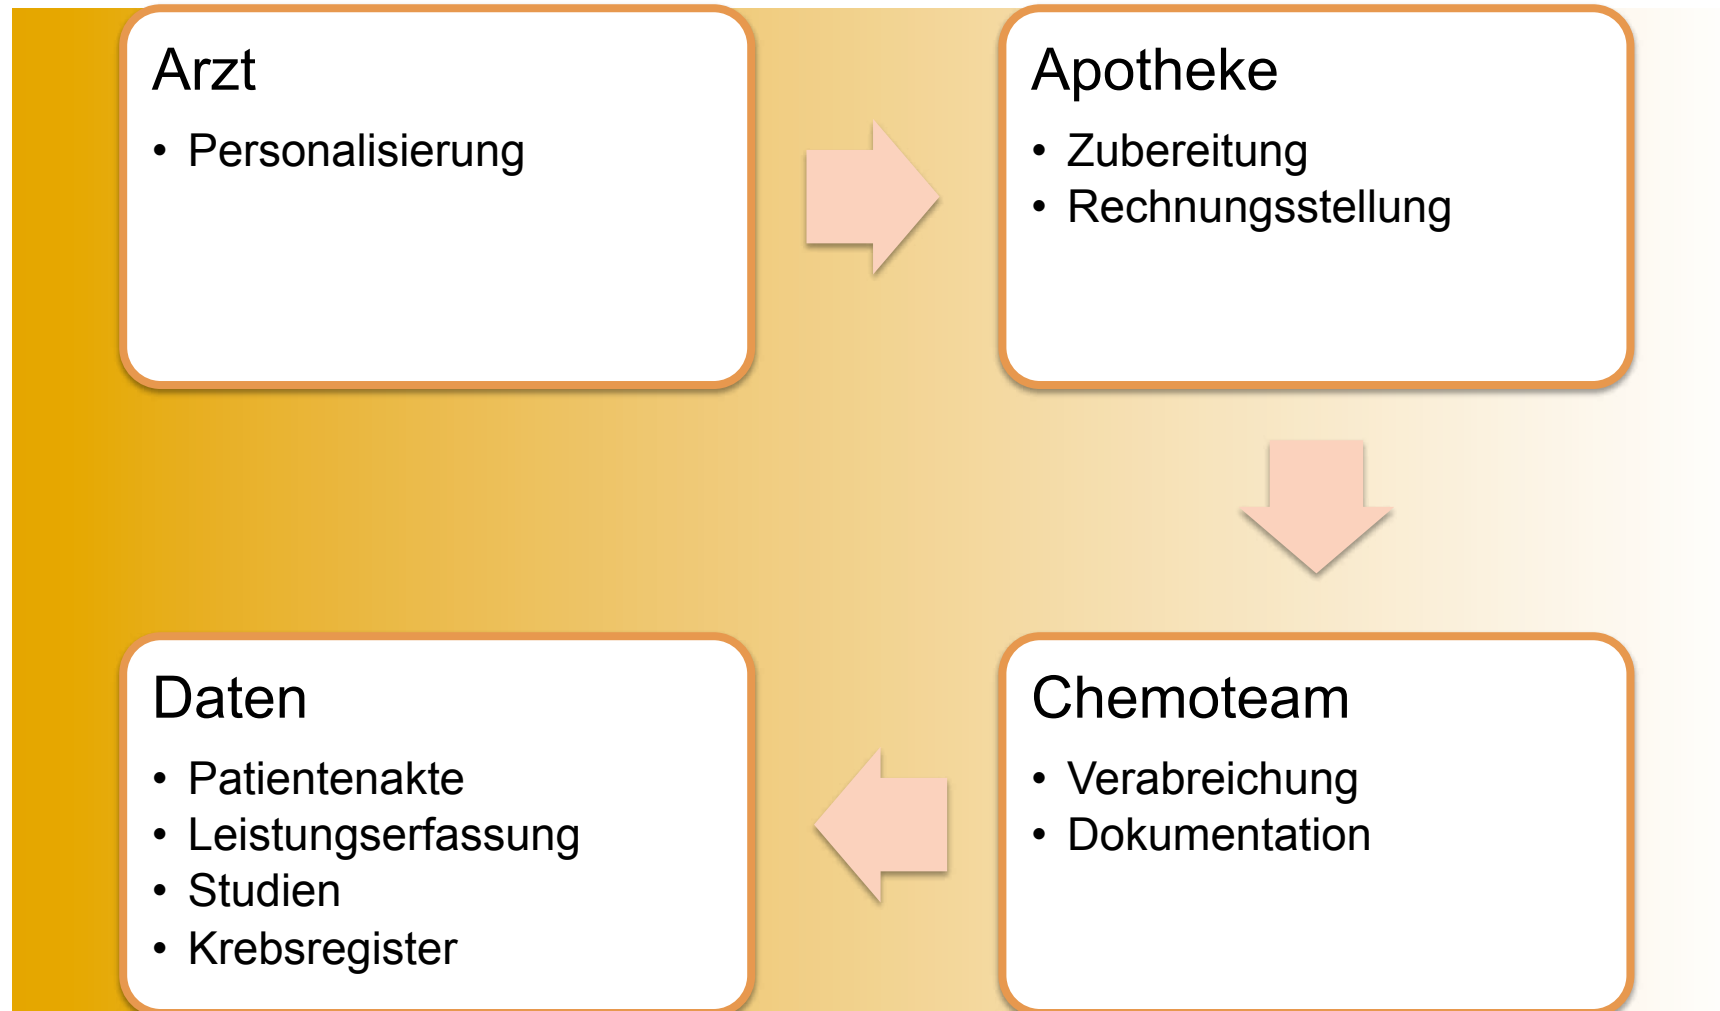 Arzt
• Personalisierung
Apotheke
• Zubereitung
• Rechnungsstellung
Chemoteam
• Verabreichung
• Dokumentation
Daten
• Patientenakte
• Leistungserfassung
• Studien
• Krebsregister